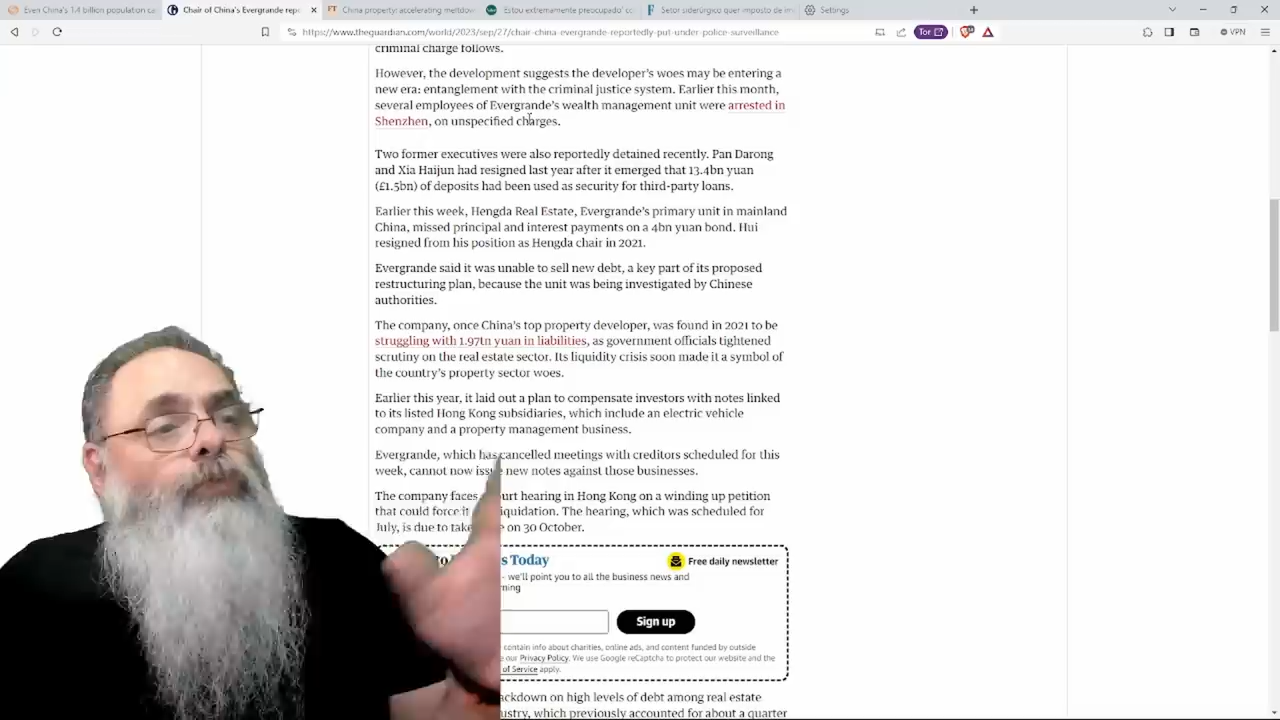 Even China's 1.4 billion population ca
Chair of China's Evergrande repo
China property: accelerating meltdow
'Estou extremamente preocupado' co
Setor siderúrgico quer imposto de im
Settings
https://www.theguardian.com/world/2023/sep/27/chair-china-evergrande-reportedly-put-under-police-surveillance
Tor
VPN
criminal charge follows.
However, the development suggests the developer's woes may be entering a
new era: entanglement with the criminal justice system. Earlier this month,
several employees of Evergrande's wealth management unit were arrested in
Shenzhen, on unspecified charges.
Two former executives were also reportedly detained recently. Pan Darong
and Xia Haijun had resigned last year after it emerged that 13.4bn yuan
(£1.5bn) of deposits had been used as security for third-party loans.
Earlier this week, Hengda Real Estate, Evergrande's primary unit in mainland
China, missed principal and interest payments on a 4bn yuan bond. Hui
resigned from his position as Hengda chair in 2021.
Evergrande said it was unable to sell new debt, a key part of its proposed
restructuring plan, because the unit was being investigated by Chinese
authorities.
The company, once China's top property developer, was found in 2021 to be
struggling with 1.97tn yuan in liabilities, as government officials tightened
scrutiny on the real estate sector. Its liquidity crisis soon made it a symbol of
the country's property sector woes.
Earlier this year, it laid out a plan to compensate investors with notes linked
to its listed Hong Kong subsidiaries, which include an electric vehicle
company and a property management business.
Evergrande, which has cancelled meetings with creditors scheduled for this
week, cannot now issue new notes against those businesses.
The company faces court hearing in Hong Kong on a winding up petition
that could force it liquidation. The hearing, which was scheduled for
July, is due to take on 30 October.
to s Today
Free daily newsletter
- we'll point you to all the business news and
rning
Sign up
contain info about charities, online ads, and content funded by outside
e our Privacy Policy. We use Google reCaptcha to protect our website and the
of Service apply.
ackdown on high levels of debt among real estate
ustry, which previously accounted for about a quarter